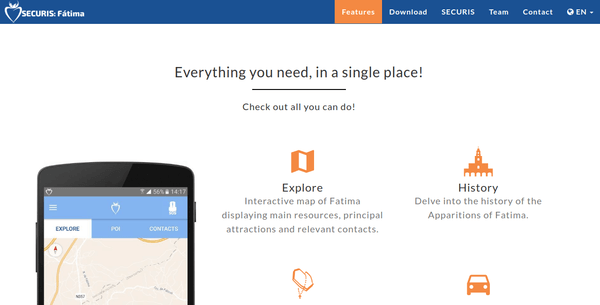 SECURIS: Fátima
Features Download SECURIS Team Contact EN
Everything you need, in a single place!
Check out all you can do!
Explore
Interactive map of Fatima
displaying main resources, principal
attractions and relevant contacts.
History
Delve into the history of the
Apparitions of Fatima.
56% 14:17
EXPLORE POI CONTACTS